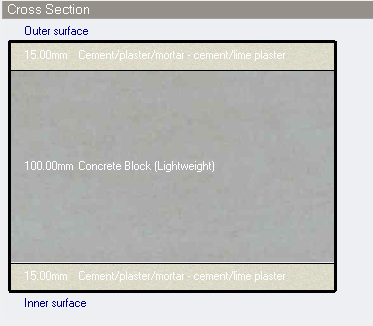 Cross Section
Outer surface
15.00mm Cement/plaster/mortar - cement/lime plaster
100.00mm Concrete Block (Lightweight)
15.00mm Cement/plaster/mortar - cement/lime plaster
Inner surface